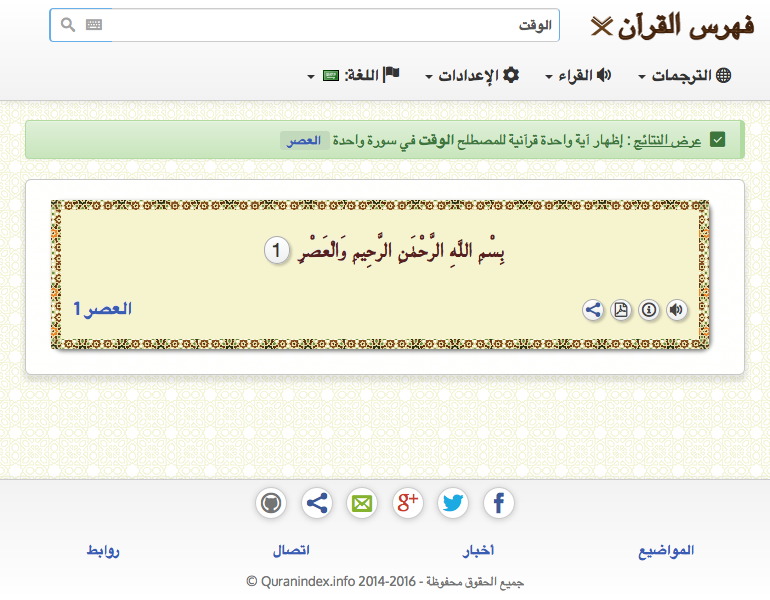 فهرس القرآن
الوقت
الترجمات
القراء
الإعدادات
اللغة:
عرض النتائج : إظهار آية واحدة قرآنية للمصطلح الوقت في سورة واحدة العصر
بِسْمِ اللَّهِ الرَّحْمَٰنِ الرَّحِيمِ وَالْعَصْرِ 1
العصر 1
المواضيع
أخبار
اتصال
روابط
جميع الحقوق محفوظة - Quranindex.info 2014-2016 ©